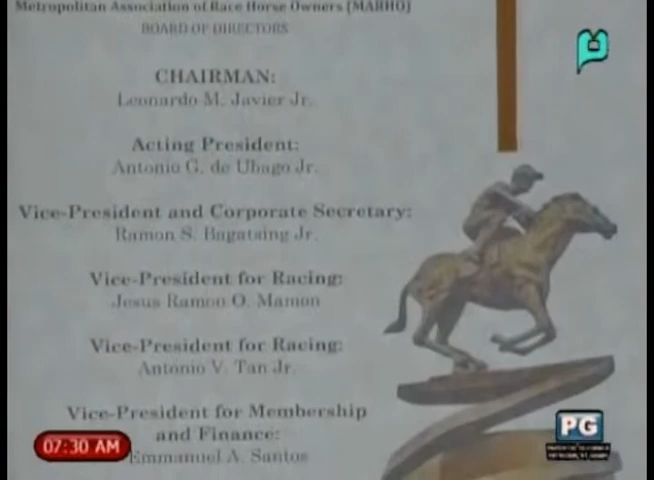 Metropolitan Association of Race Horse Owners [MARHO]
BOARD OF DIRECTORS
CHAIRMAN:
Leonardo M. Javier Jr.
Acting President:
Antonio G. de Ubago Jr.
Vice-President and Corporate Secretary:
Ramon S. Bagatsing Jr.
Vice-President for Racing:
Jesus Ramon O. Mamon
Vice-President for Racing:
Antonio V. Tan Jr.
Vice-President for Membership
and Finance:
Emmanuel A. Santos
07:30 AM
PG